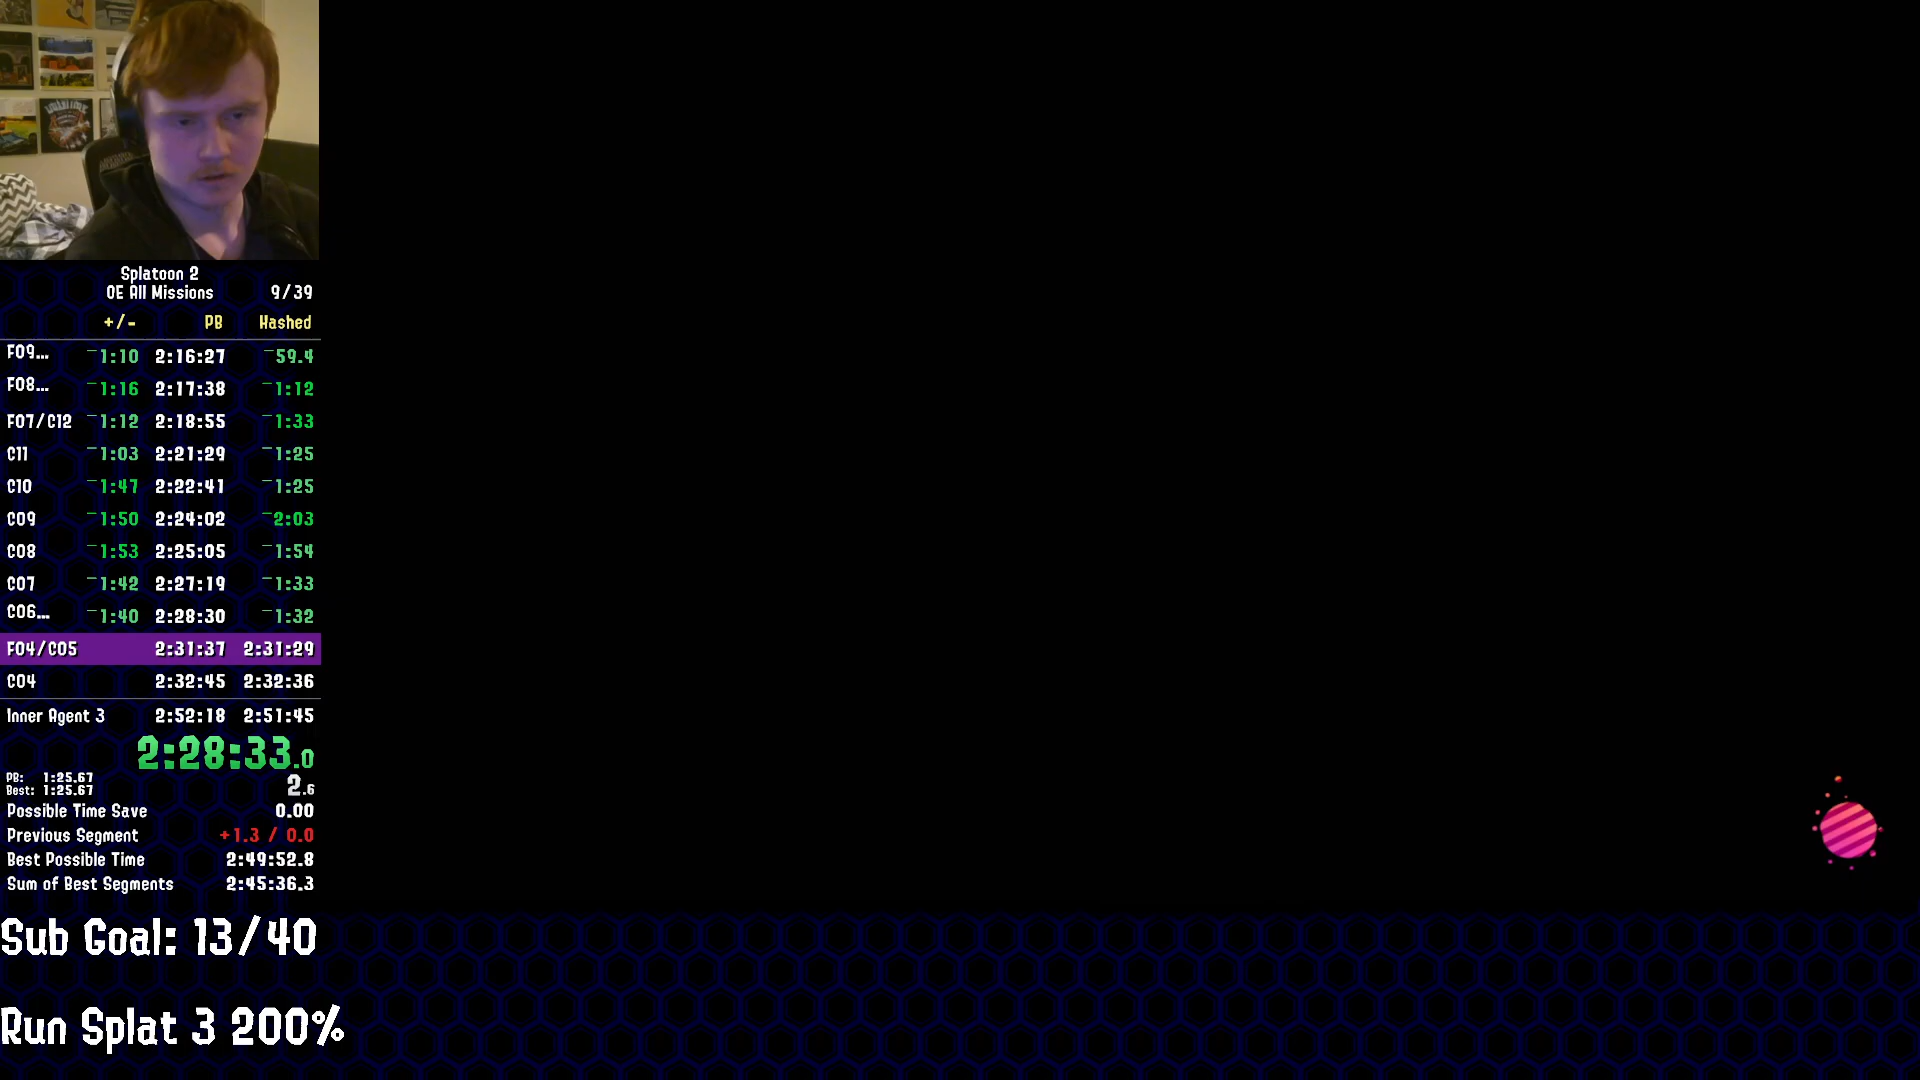 Splatoon 2
OE All Missions 9/39
+/- PB Hashed
F09... -1:10 2:16:27 -59.4
F08... -1:16 2:17:38 -1:12
F07/C12 -1:12 2:18:55 -1:33
C11 -1:03 2:21:29 -1:25
C10 -1:47 2:22:41 -1:25
C09 -1:50 2:24:02 -2:03
C08 -1:53 2:25:05 -1:54
C07 -1:42 2:27:19 -1:33
C06... -1:40 2:28:30 -1:32
F04/C05 2:31:37 2:31:29
C04 2:32:45 2:32:36
Inner Agent 3 2:52:18 2:51:45
2:28:33.0
PB: 1:25.67
Best: 1:25.67 2.6
Possible Time Save 0.00
Previous Segment +1.3 / 0.0
Best Possible Time 2:49:52.8
Sum of Best Segments 2:45:36.3
Sub Goal: 13/40
Run Splat 3 200%